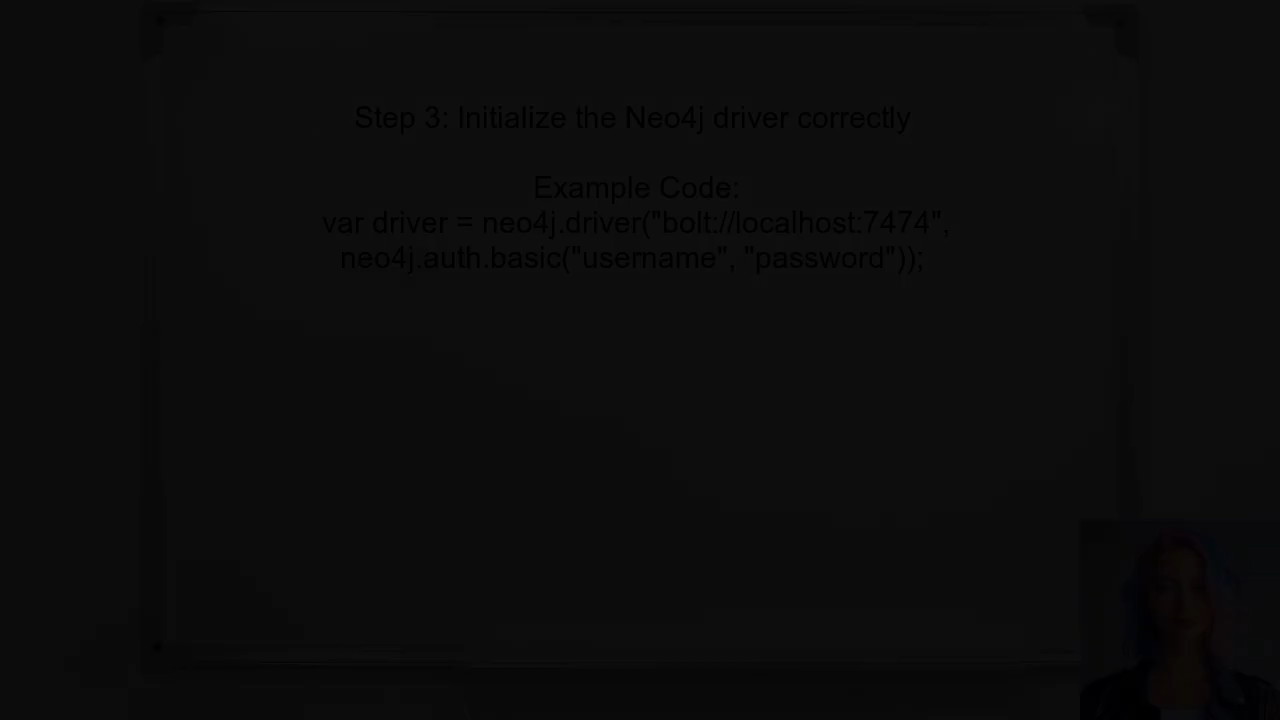 Step 3: Initialize the Neo4j driver correctly
Example Code:
var driver = neo4j.driver("bolt://localhost:7474",
neo4j.auth.basic("username", "password"));